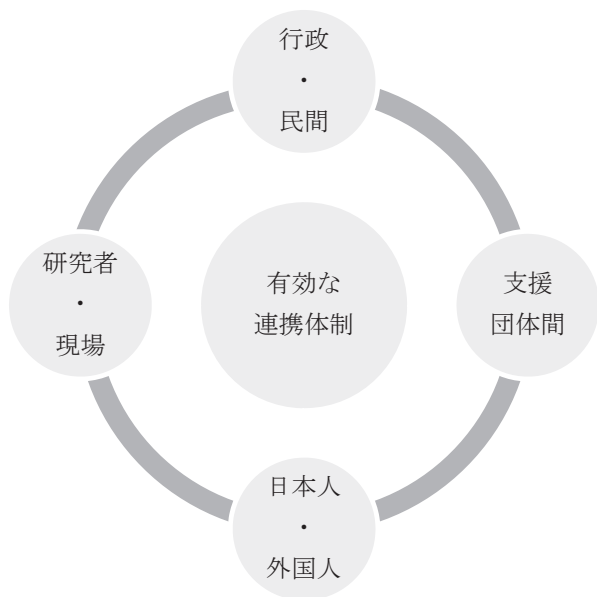 行政
・
民間
研究者
・
現場
有効な
連携体制
支援
団体間
日本人
・
外国人